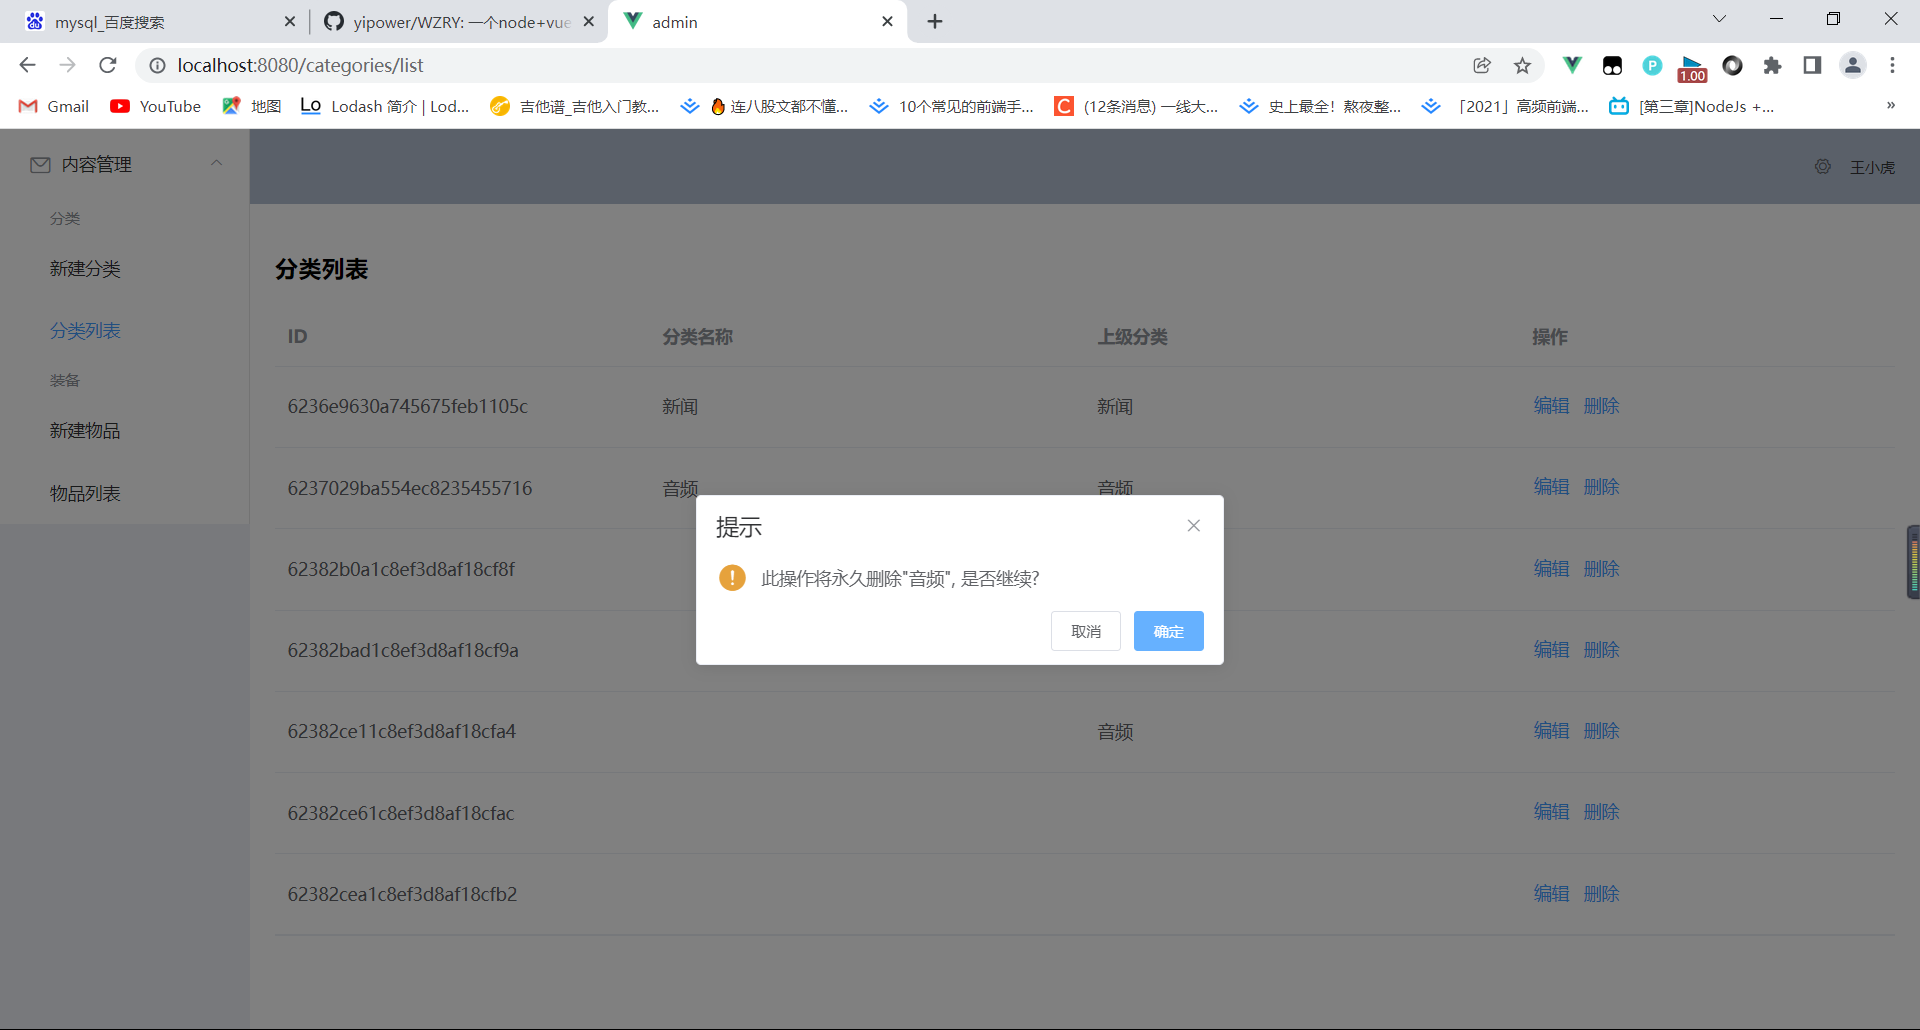 mysql_百度搜索
yipower/WZRY: 一个node+vue
admin
localhost:8080/categories/list
1.00
Gmail
YouTube
地图
Lo
Lodash 简介 | Lod...
吉他谱_吉他入门教...
连八股文都不懂...
10个常见的前端手...
C
(12条消息) 一线大...
史上最全！熬夜整...
「2021」高频前端...
[第三章]NodeJs +...
»
内容管理
王小虎
分类
新建分类
分类列表
装备
新建物品
物品列表
分类列表
ID 分类名称 上级分类 操作
6236e9630a745675feb1105c 新闻 新闻 编辑 删除
6237029ba554ec8235455716 音频 音频 编辑 删除
62382b0a1c8ef3d8af18cf8f 编辑 删除
62382bad1c8ef3d8af18cf9a 编辑 删除
62382ce11c8ef3d8af18cfa4 音频 编辑 删除
62382ce61c8ef3d8af18cfac 编辑 删除
62382cea1c8ef3d8af18cfb2 编辑 删除
提示
此操作将永久删除"音频", 是否继续?
取消
确定